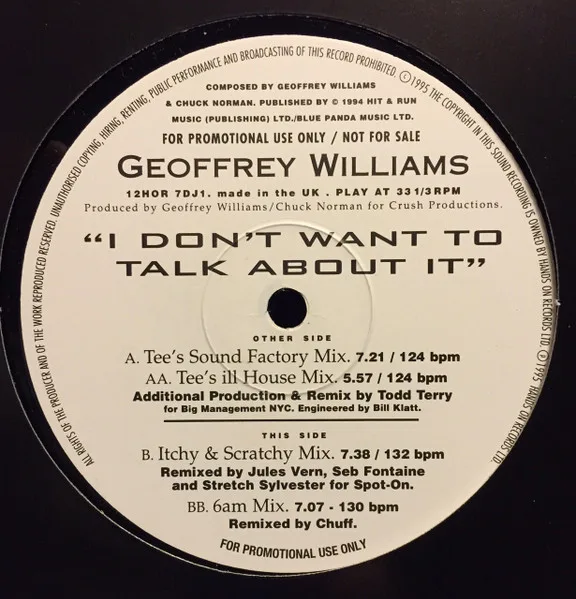 ALL RIGHTS OF THE PRODUCER AND OF THE WORK REPRODUCED RESERVED. UNAUTHORISED COPYING, HIRING, RENTING, PUBLIC PERFORMANCE AND BROADCASTING OF THIS RECORD PROHIBITED. ©1995 THE COPYRIGHT IN THIS SOUND RECORDING IS OWNED BY HANDS ON RECORDS LTD. ℗1995 HANDS ON RECORDS LTD.
COMPOSED BY GEOFFREY WILLIAMS
& CHUCK NORMAN. PUBLISHED BY © 1994 HIT & RUN
MUSIC (PUBLISHING) LTD./BLUE PANDA MUSIC LTD.
FOR PROMOTIONAL USE ONLY / NOT FOR SALE
GEOFFREY WILLIAMS
12HOR 7DJ1. made in the UK . PLAY AT 33 1/3 RPM
Produced by Geoffrey Williams/Chuck Norman for Crush Productions.
“I DON'T WANT TO
TALK ABOUT IT”
OTHER SIDE
A. Tee's Sound Factory Mix. 7.21 / 124 bpm
AA. Tee's ill House Mix. 5.57 / 124 bpm
Additional Production & Remix by Todd Terry
for Big Management NYC. Engineered by Bill Klatt.
THIS SIDE
B. Itchy & Scratchy Mix. 7.38 / 132 bpm
Remixed by Jules Vern, Seb Fontaine
and Stretch Sylvester for Spot-On.
BB. 6am Mix. 7.07 - 130 bpm
Remixed by Chuff.
FOR PROMOTIONAL USE ONLY